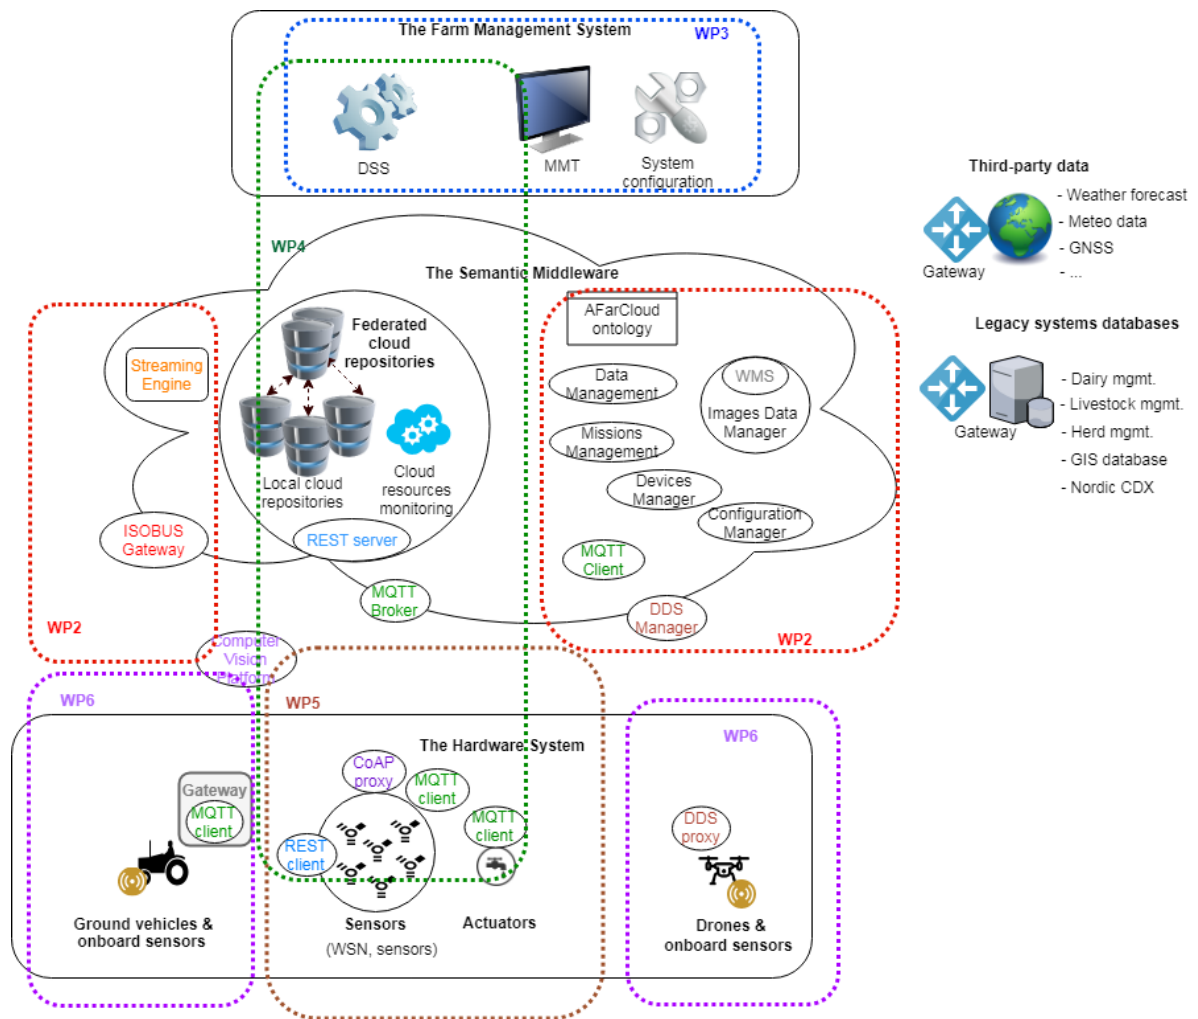 The Farm Management System
WP3
DSS
MMT
System
configuration
Third-party data
- Weather forecast
- Meteo data
- GNSS
- ...
Gateway
WP4
The Semantic Middleware
AFarCloud
ontology
Federated
cloud
repositories
Streaming
Engine
Data
Management
WMS
Images Data
Manager
Missions
Management
Legacy systems databases
- Dairy mgmt.
- Livestock mgmt.
- Herd mgmt.
- GIS database
- Nordic CDX
Gateway
Local cloud
repositories
Cloud
resources
monitoring
Devices
Manager
Configuration
Manager
ISOBUS
Gateway
REST server
MQTT
Client
MQTT
Broker
DDS
Manager
WP2
WP2
Computer
Vision
Platform
WP6
WP5
WP6
The Hardware System
CoAP
proxy
MQTT
client
Gateway
MQTT
client
MQTT
client
REST
client
DDS
proxy
Ground vehicles &
onboard sensors
Sensors
(WSN, sensors)
Actuators
Drones &
onboard sensors